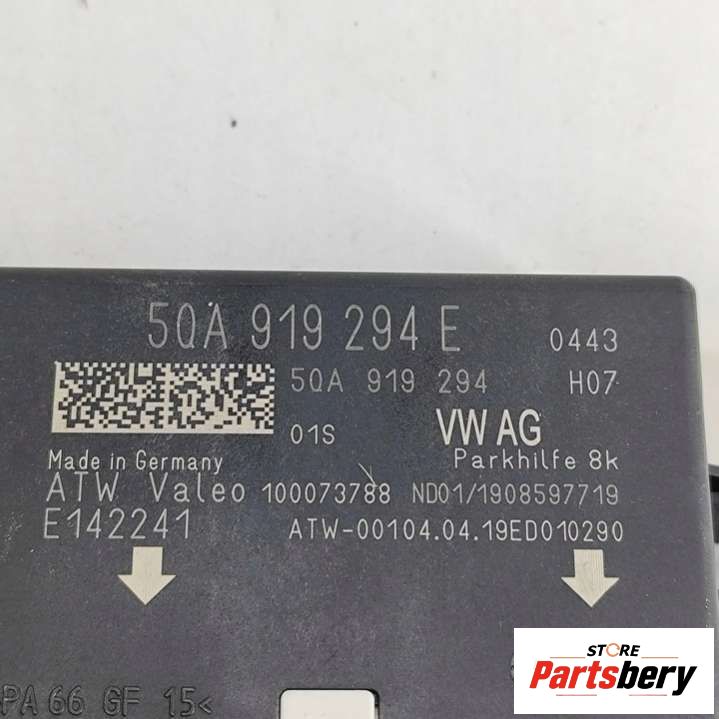 5QA 919 294 E 0443
5QA 919 294 H07
01S VW AG
Made in Germany Parkhilfe 8k
ATW Valeo 100073788 ND01/1908597719
E142241 ATW-00104.04.19ED010290
PA 66 GF 15<
STORE
Partsbery